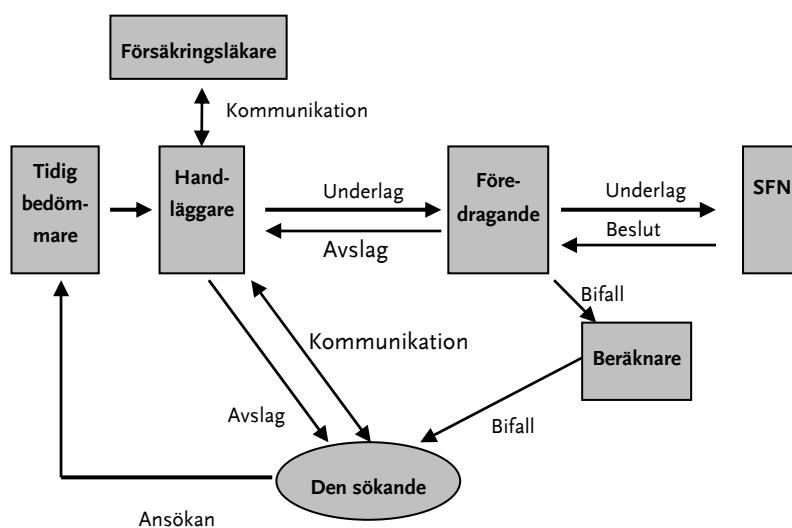 Försäkringsläkare
Kommunikation
Tidig
bedöm-
mare
Hand-
läggare
Underlag
Avslag
Före-
dragande
Underlag
Beslut
SFN
Bifall
Kommunikation
Beräknare
Avslag
Bifall
Den sökande
Ansökan